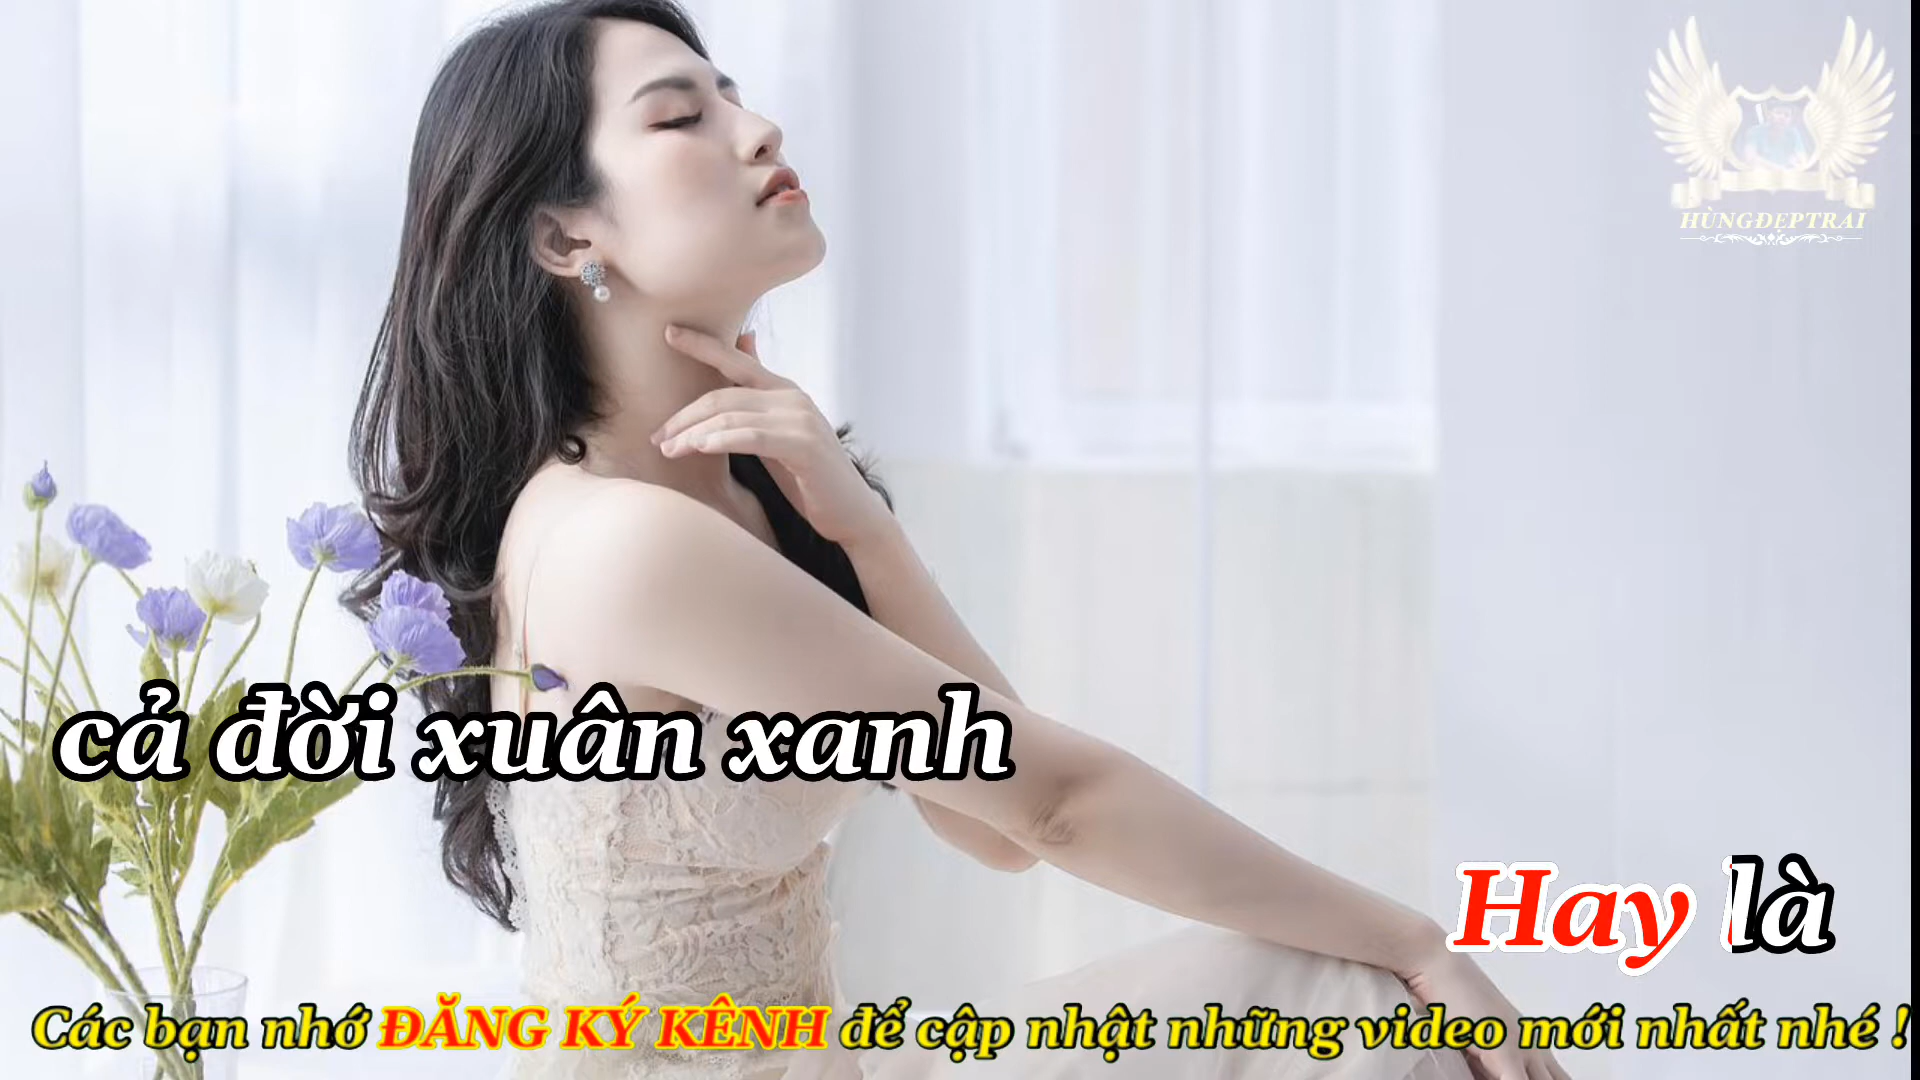 HÙNGĐẸPTRAI
cả đời xuân xanh
Hay là
Các bạn nhớ ĐĂNG KÝ KÊNH để cập nhật những video mới nhất nhé !